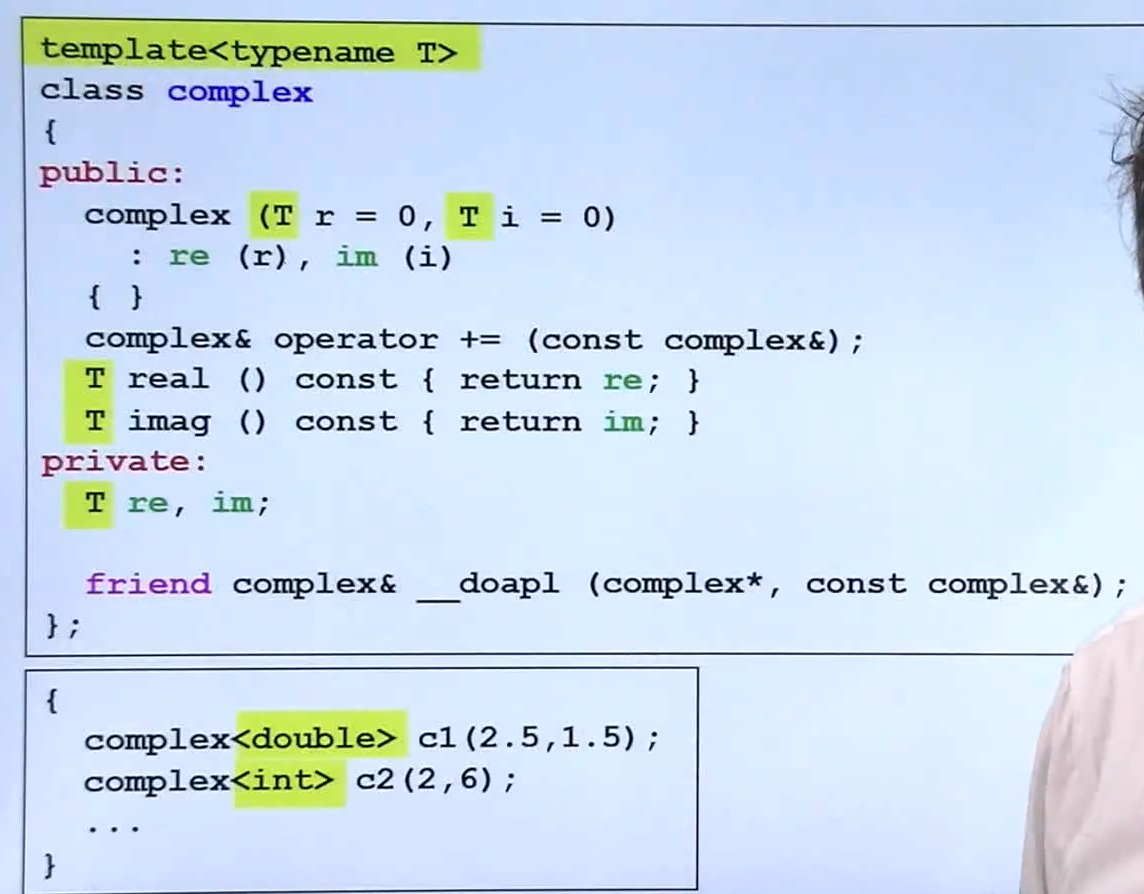 template<typename T>
class complex
{
public:
complex (T r = 0, T i = 0)
: re (r), im (i)
{ }
complex& operator += (const complex&);
T real () const { return re; }
T imag () const { return im; }
private:
T re, im;
friend complex& __doapl (complex*, const complex&);
};
{
complex<double> c1(2.5,1.5);
complex<int> c2(2,6);
...
}